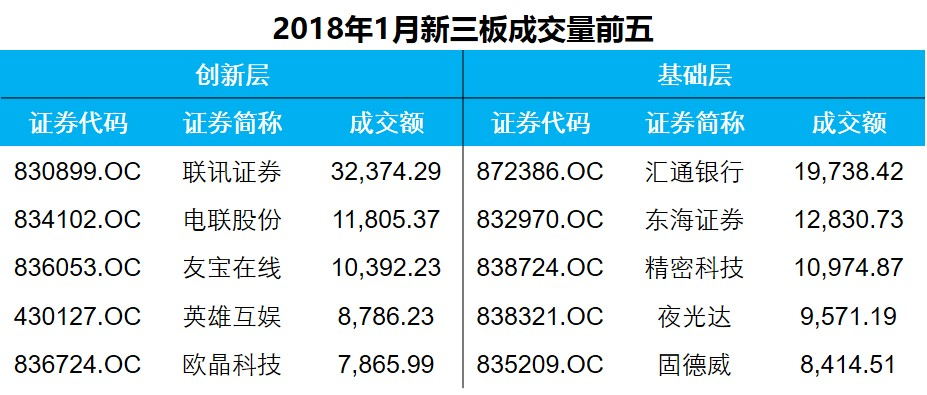 2018年1月新三板成交量前五
创新层 基础层
证券代码 证券简称 成交额 证券代码 证券简称 成交额
830899.OC 联讯证券 32,374.29 872386.OC 汇通银行 19,738.42
834102.OC 电联股份 11,805.37 832970.OC 东海证券 12,830.73
836053.OC 友宝在线 10,392.23 838724.OC 精密科技 10,974.87
430127.OC 英雄互娱 8,786.23 838321.OC 夜光达 9,571.19
836724.OC 欧晶科技 7,865.99 835209.OC 固德威 8,414.51